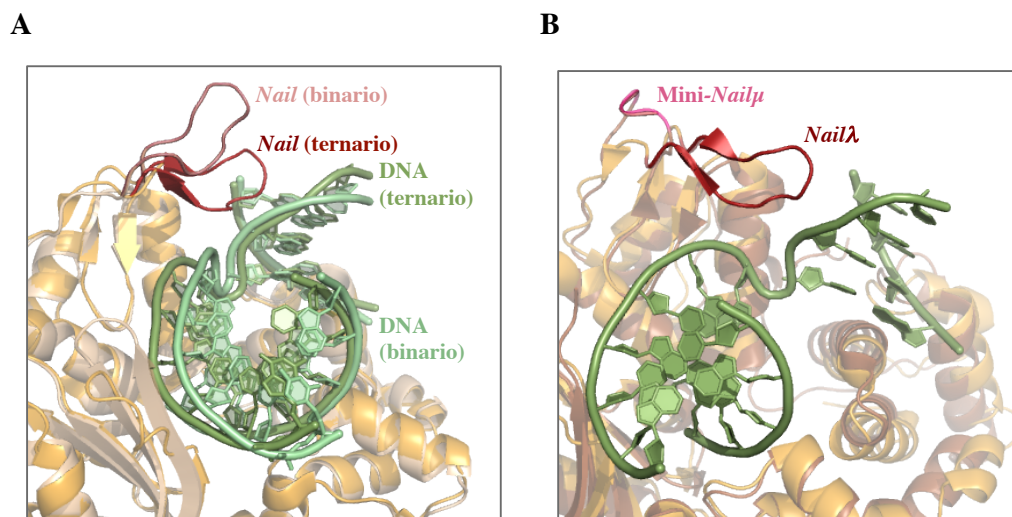 A
B
Nail (binario)
Nail (ternario)
DNA
(ternario)
DNA
(binario)
Mini-Nailμ
Nailλ